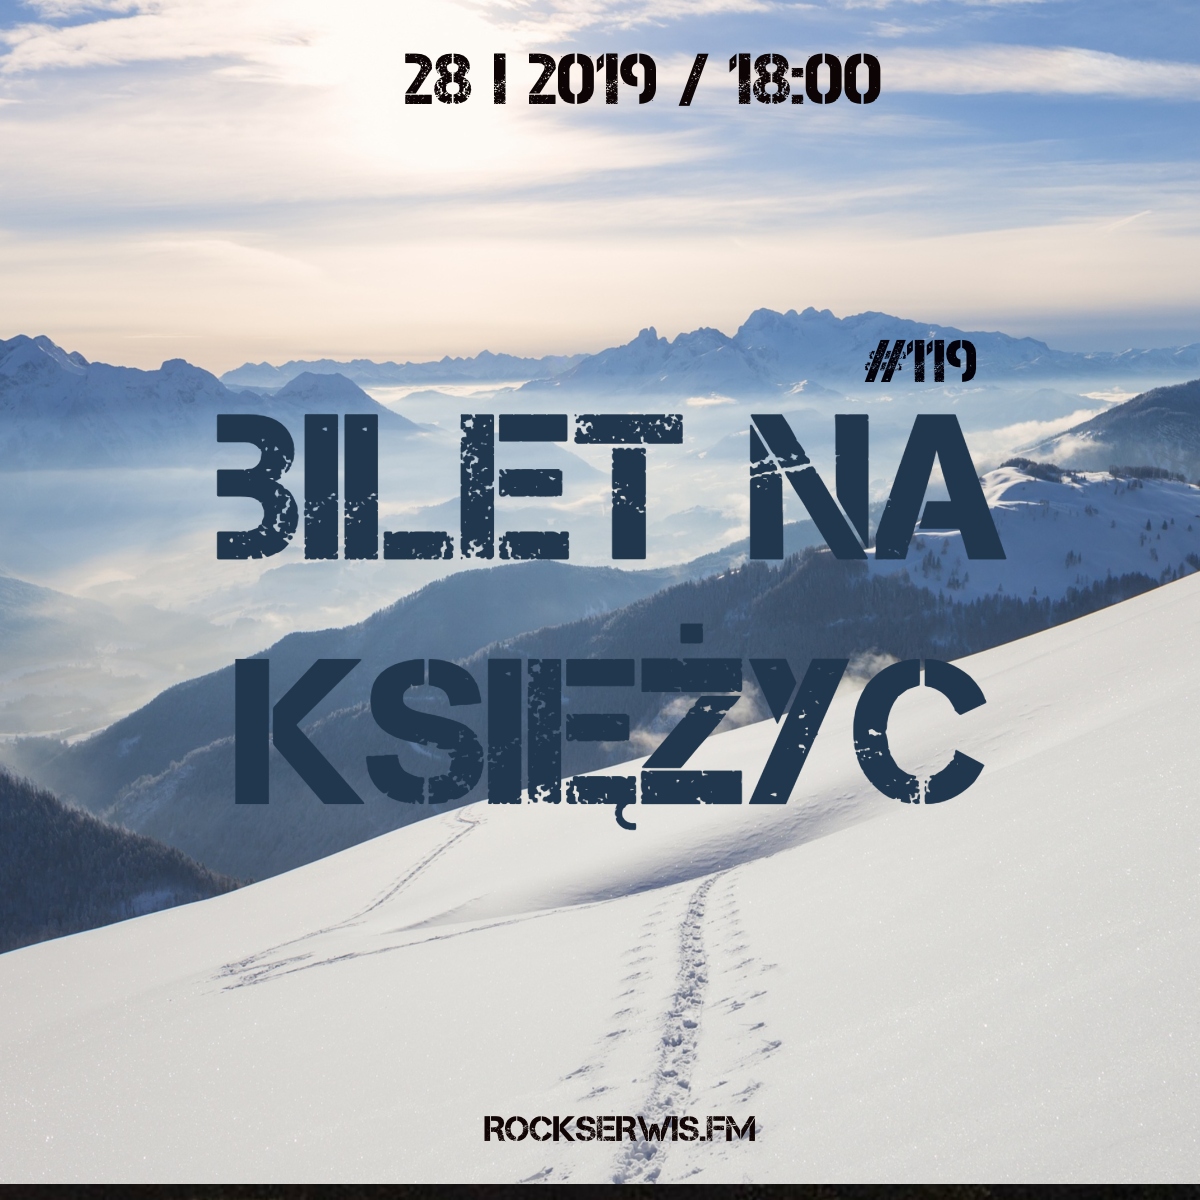 28 I 2019 / 18:00
#119
BILET NA
KSIĘŻYC
ROCKSERWIS.FM